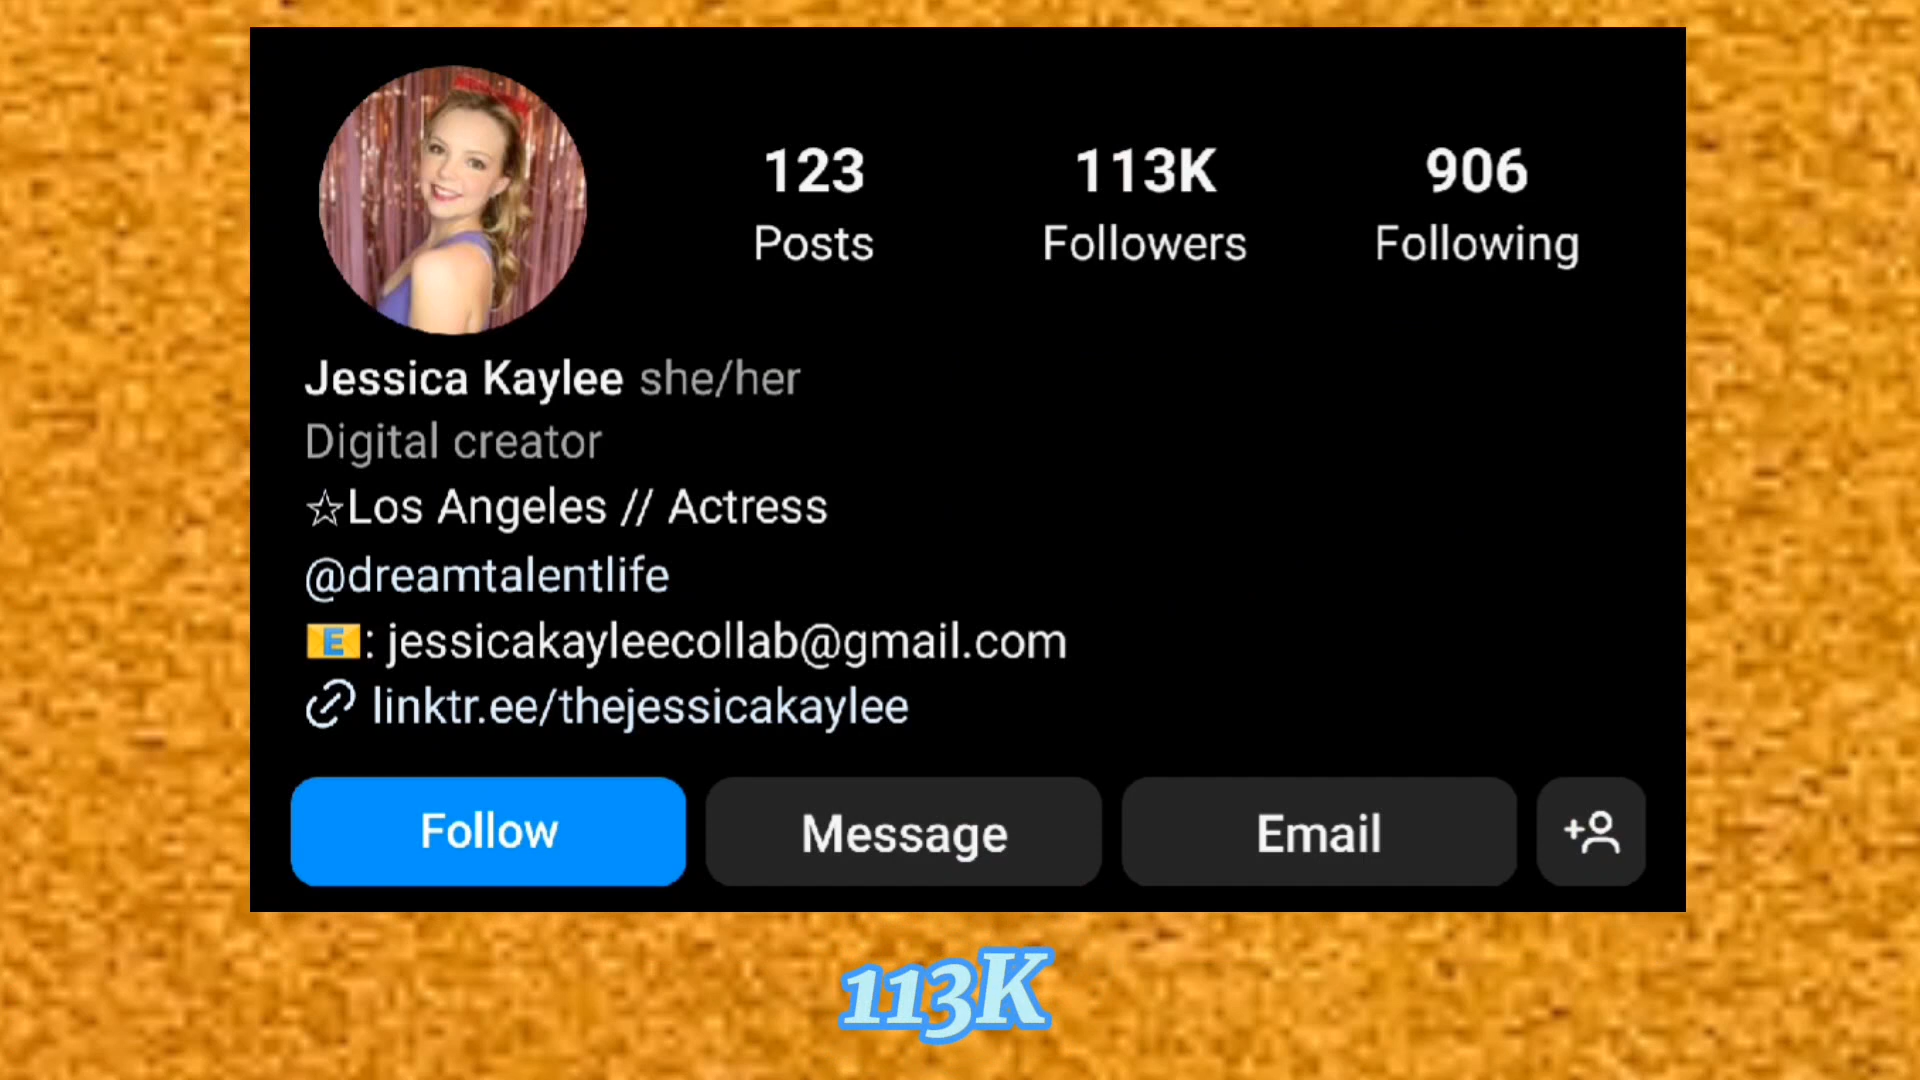 123 113K 906
Posts Followers Following
Jessica Kaylee she/her
Digital creator
☆Los Angeles // Actress
@dreamtalentlife
📧: jessicakayleecollab@gmail.com
linktr.ee/thejessicakaylee
Follow Message Email
113K